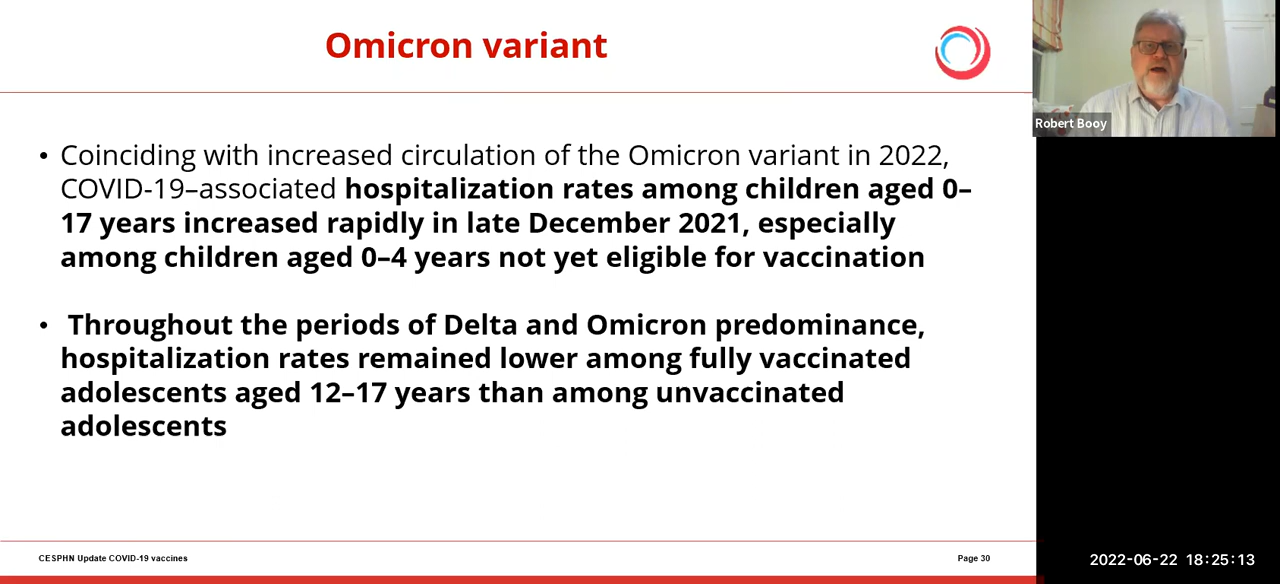 Omicron variant
Robert Booy
• Coinciding with increased circulation of the Omicron variant in 2022,
COVID-19–associated hospitalization rates among children aged 0–
17 years increased rapidly in late December 2021, especially
among children aged 0–4 years not yet eligible for vaccination
• Throughout the periods of Delta and Omicron predominance,
hospitalization rates remained lower among fully vaccinated
adolescents aged 12–17 years than among unvaccinated
adolescents
CESPHN Update COVID-19 vaccines
Page 30
2022-06-22 18:25:13